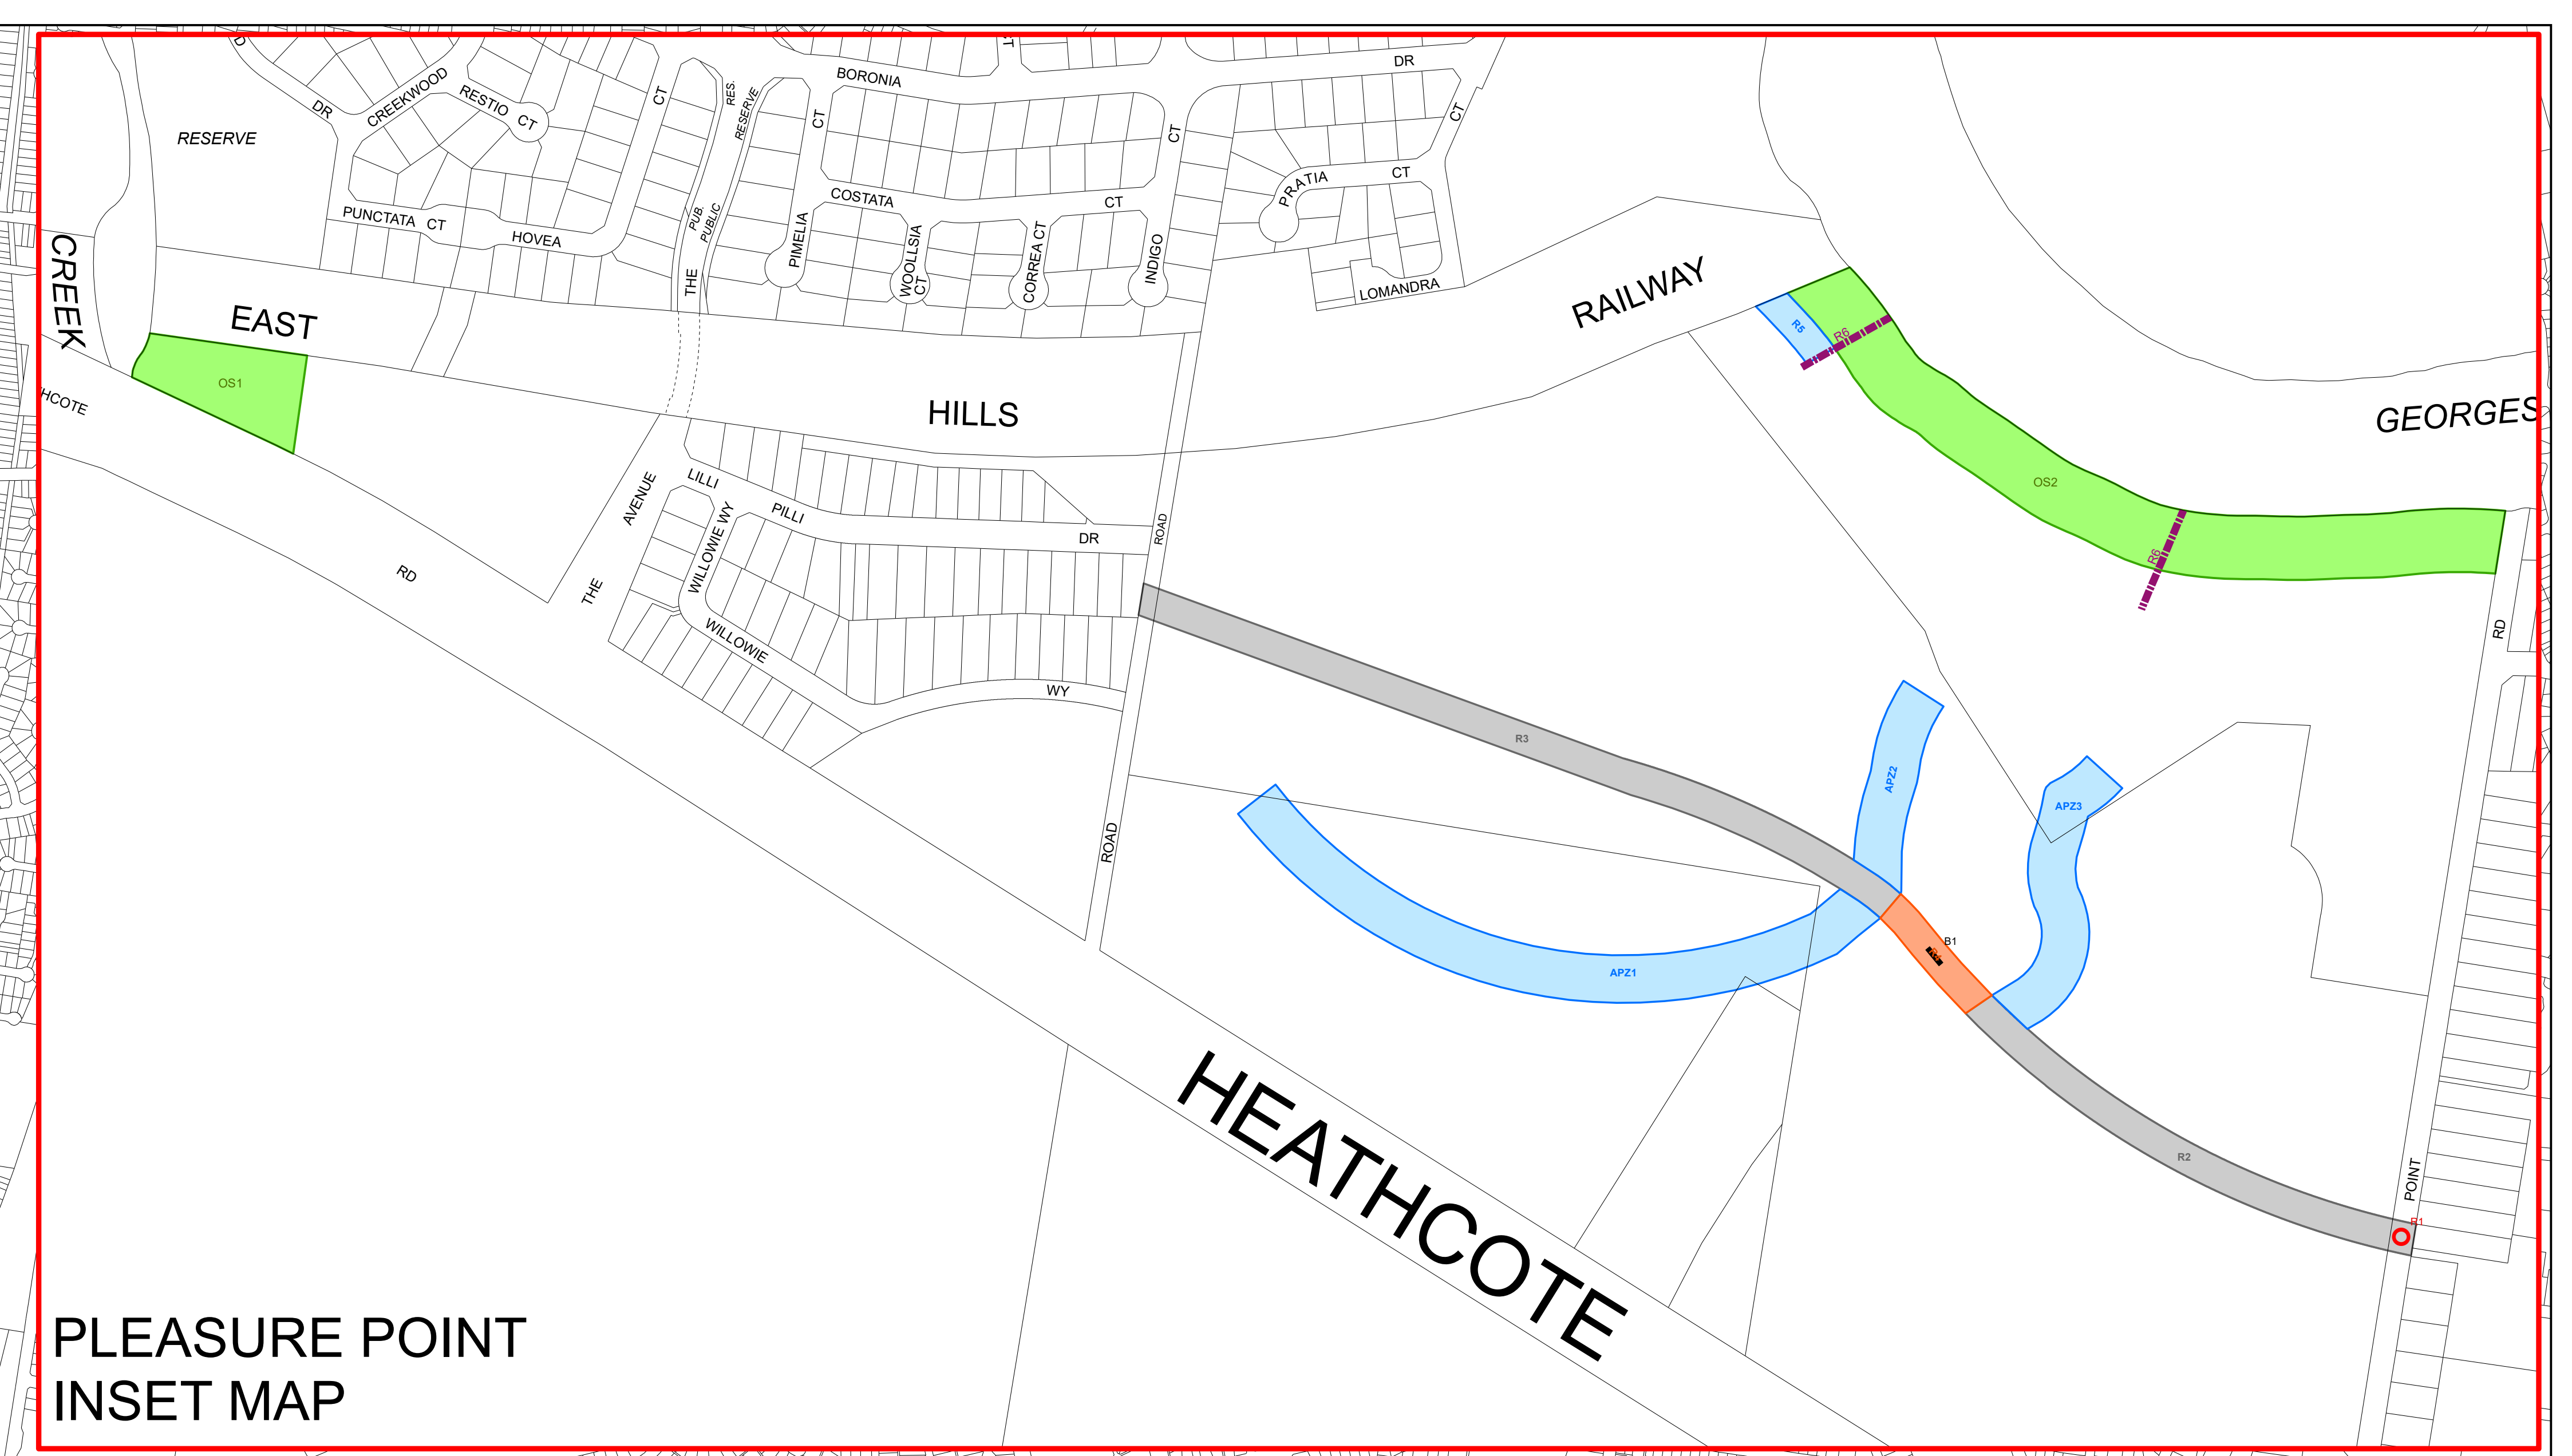 D
DR
CREEKWOOD
RESTIO
CT
CT
RES.
RESERVE
CT
BORONIA
CT
DR
CT
CT
RESERVE
PUNCTATA
CT
HOVEA
PUB.
PUBLIC
THE
PIMELIA
COSTATA
CT
WOOLLSIA
CT
CORREA CT
INDIGO
PRATIA
CT
LOMANDRA
CREEK
EAST
HILLS
RAILWAY
R5
R6
GEORGES
OS1
HCOTE
OS2
R6
RD
AVENUE
THE
LILLI
PILLI
DR
WILLOWIE WY
WILLOWIE
WY
ROAD
RD
R3
APZ2
APZ3
ROAD
APZ1
B1
R2
POINT
R1
HEATHCOTE
PLEASURE POINT
INSET MAP